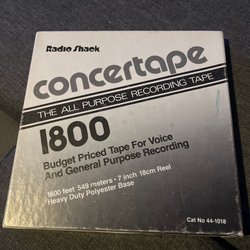 Radio Shack
concertape
THE ALL PURPOSE RECORDING TAPE
1800
Budget Priced Tape For Voice
And General Purpose Recording
1800 feet 549 meters • 7 inch 18cm Reel
Heavy Duty Polyester Base
Cat No 44-1018